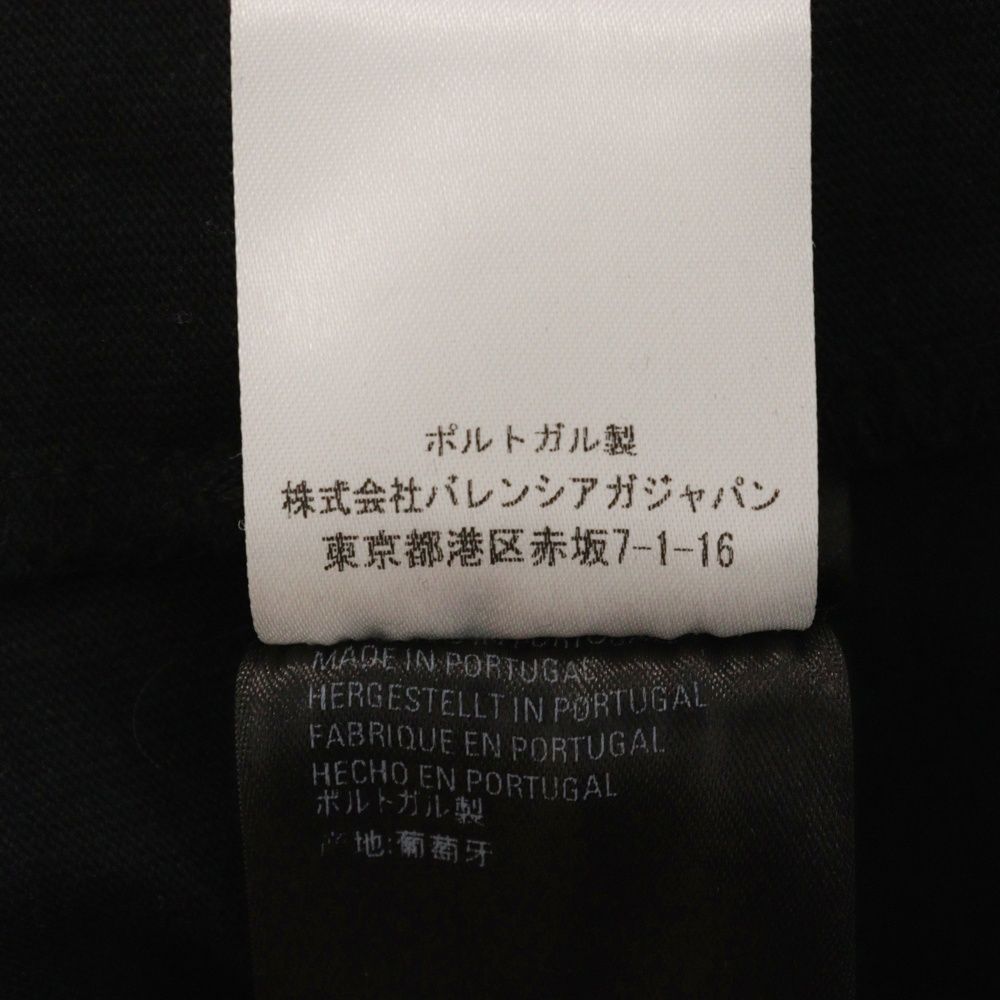 ポルトガル製
株式会社バレンシアガジャパン
東京都港区赤坂7-1-16
MADE IN PORTUGAL
HERGESTELLT IN PORTUGAL
FABRIQUE EN PORTUGAL
HECHO EN PORTUGAL
ポルトガル製
产地:葡萄牙